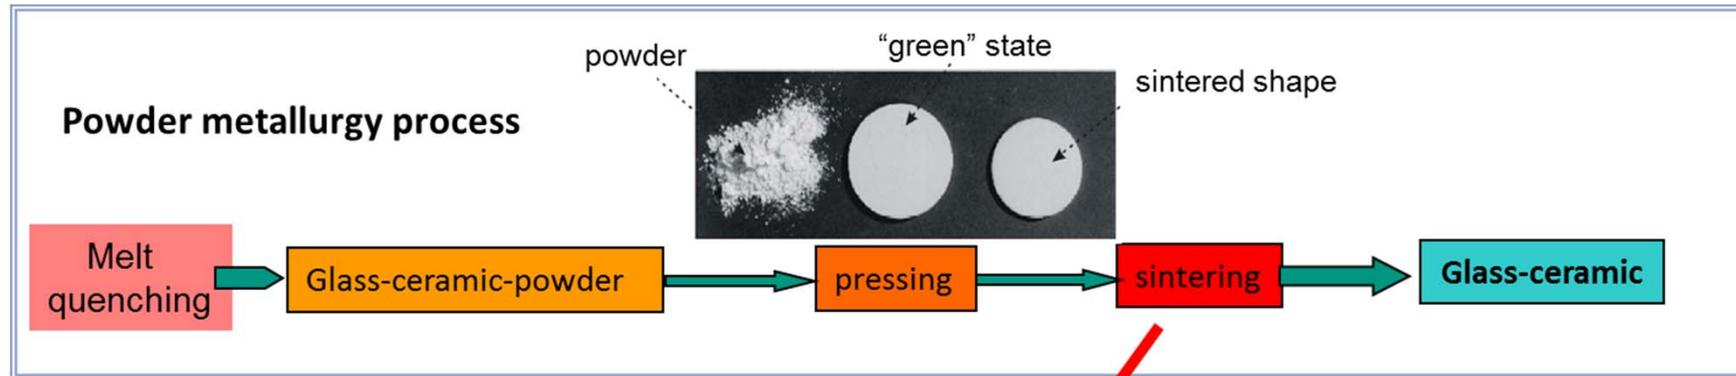 powder
“green” state
sintered shape
Powder metallurgy process
Melt
quenching
Glass-ceramic-powder
pressing
sintering
Glass-ceramic